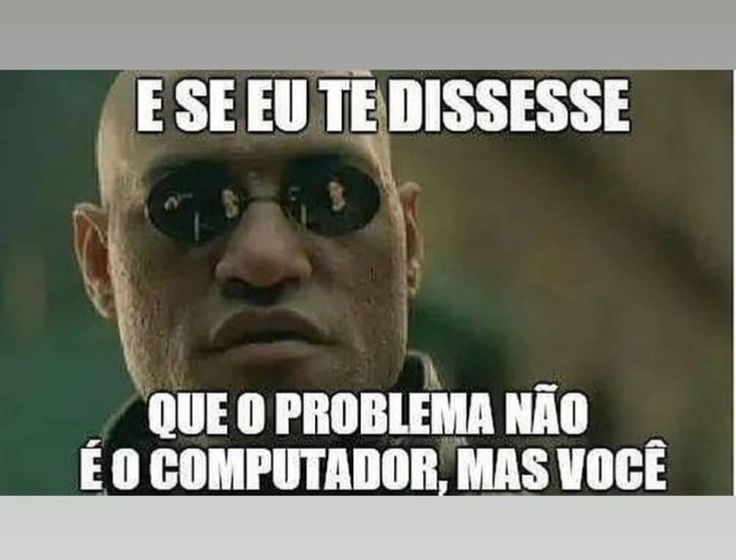 E SE EU TE DISSESSE
QUE O PROBLEMA NÃO
É O COMPUTADOR, MAS VOCÊ